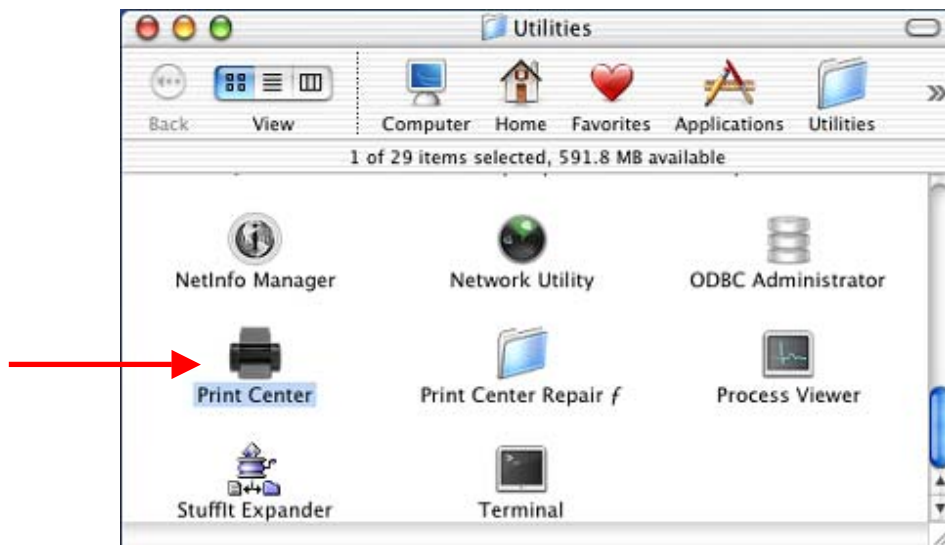 Utilities
Back View Computer Home Favorites Applications Utilities
1 of 29 items selected, 591.8 MB available
NetInfo Manager Network Utility ODBC Administrator
Print Center Print Center Repair ƒ Process Viewer
StuffIt Expander Terminal